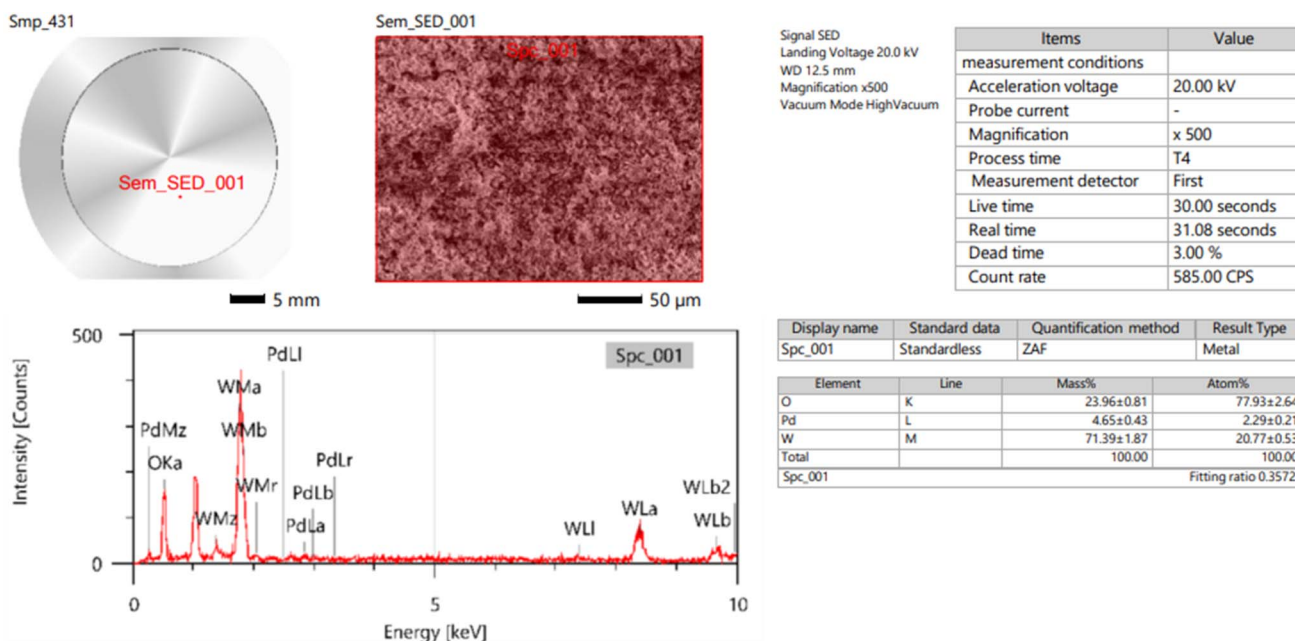 Smp_431
Sem_SED_001
Sem_SED_001
5 mm
Spc_001
50 µm
Signal SED
Landing Voltage 20.0 kV
WD 12.5 mm
Magnification x500
Vacuum Mode HighVacuum
Items Value
measurement conditions
Acceleration voltage 20.00 kV
Probe current -
Magnification x 500
Process time T4
Measurement detector First
Live time 30.00 seconds
Real time 31.08 seconds
Dead time 3.00 %
Count rate 585.00 CPS
Intensity [Counts]
500
0
Spc_001
PdLl
WMa
PdMz
WMb
OKa
WMr
PdLr
PdLb
WMz
PdLa
WLl
WLa
WLb2
WLb
0 5 10
Energy [keV]
Display name Standard data Quantification method Result Type
Spc_001 Standardless ZAF Metal
Element Line Mass% Atom%
O K 23.96±0.81 77.93±2.64
Pd L 4.65±0.43 2.29±0.21
W M 71.39±1.87 20.77±0.53
Total 100.00 100.00
Spc_001 Fitting ratio 0.3572